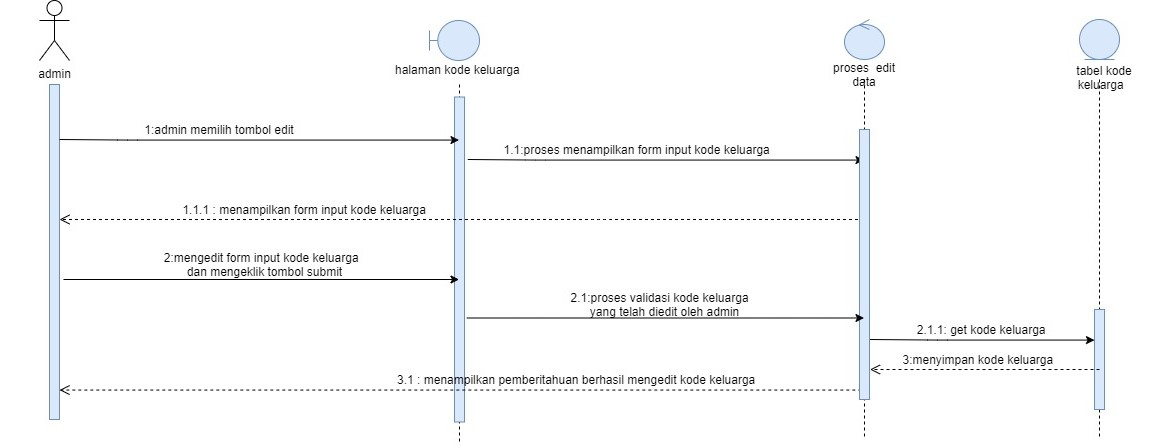 admin
halaman kode keluarga
proses edit
data
tabel kode
keluarga
1:admin memilih tombol edit
1.1:proses menampilkan form input kode keluarga
1.1.1 : menampilkan form input kode keluarga
2:mengedit form input kode keluarga
dan mengeklik tombol submit
2.1:proses validasi kode keluarga
yang telah diedit oleh admin
2.1.1: get kode keluarga
3:menyimpan kode keluarga
3.1 : menampilkan pemberitahuan berhasil mengedit kode keluarga